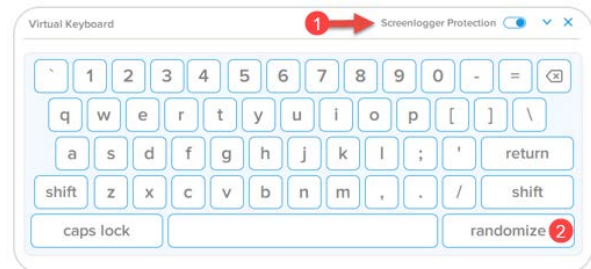 Virtual Keyboard 1 Screenlogger Protection
` 1 2 3 4 5 6 7 8 9 0 - =
q w e r t y u i o p [ ] \
a s d f g h j k l ; ' return
shift z x c v b n m , . / shift
caps lock randomize 2